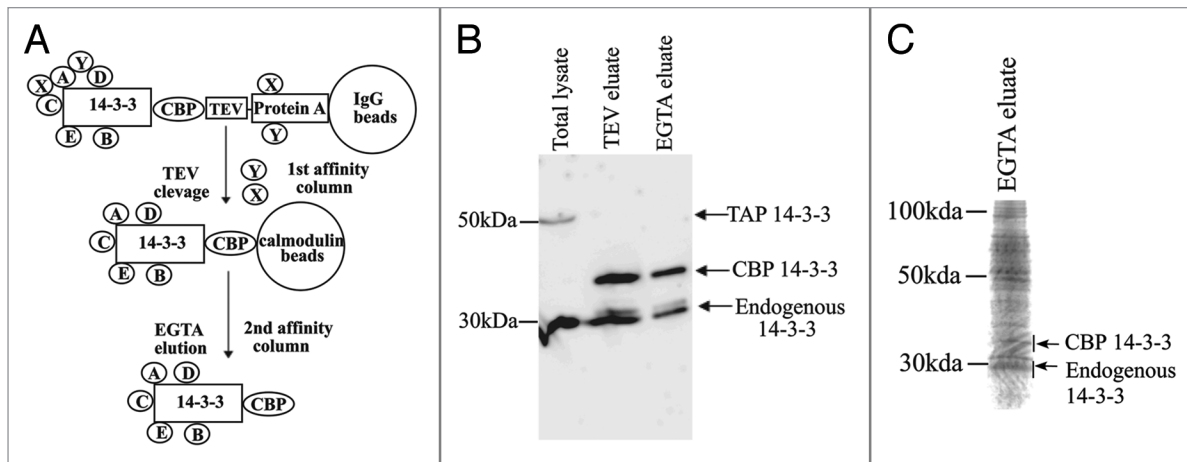 A
Y
X
A
D
C
14-3-3
E
B
CBP
TEV
X
Protein A
Y
IgG
beads
TEV
clevage
Y
X
1st affinity
column
A
D
C
14-3-3
E
B
CBP
calmodulin
beads
EGTA
elution
2nd affinity
column
A
D
C
14-3-3
E
B
CBP
B
Total lysate
TEV eluate
EGTA eluate
50kDa
TAP 14-3-3
CBP 14-3-3
30kDa
Endogenous
14-3-3
C
EGTA eluate
100kda
50kda
30kda
CBP 14-3-3
Endogenous
14-3-3